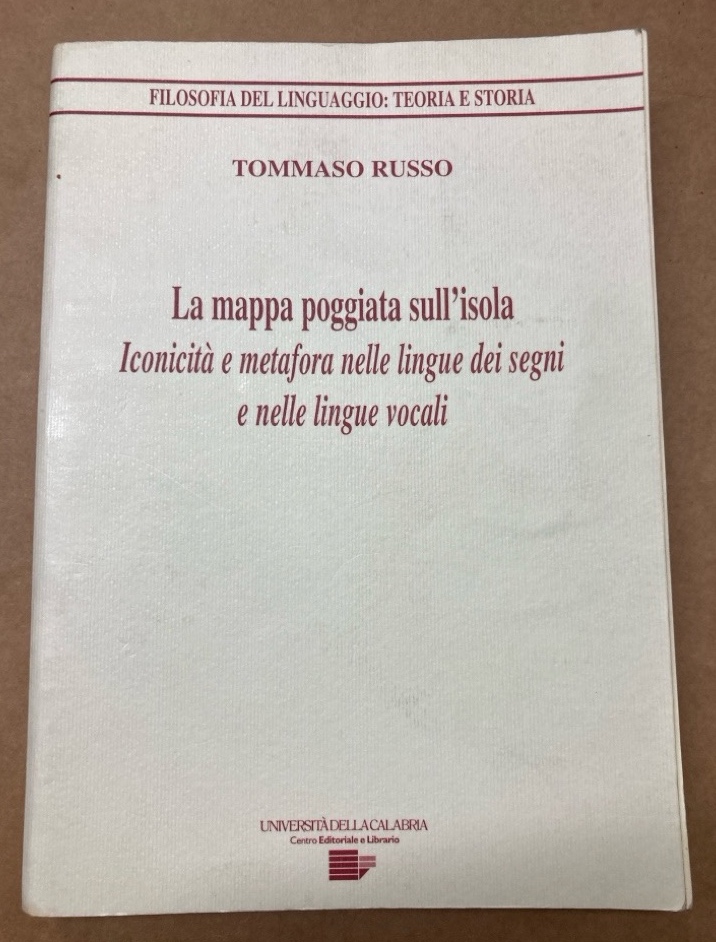 FILOSOFIA DEL LINGUAGGIO: TEORIA E STORIA
TOMMASO RUSSO
La mappa poggiata sull'isola
Iconicità e metafora nelle lingue dei segni
e nelle lingue vocali
UNIVERSITÀ DELLA CALABRIA
Centro Editoriale e Librario